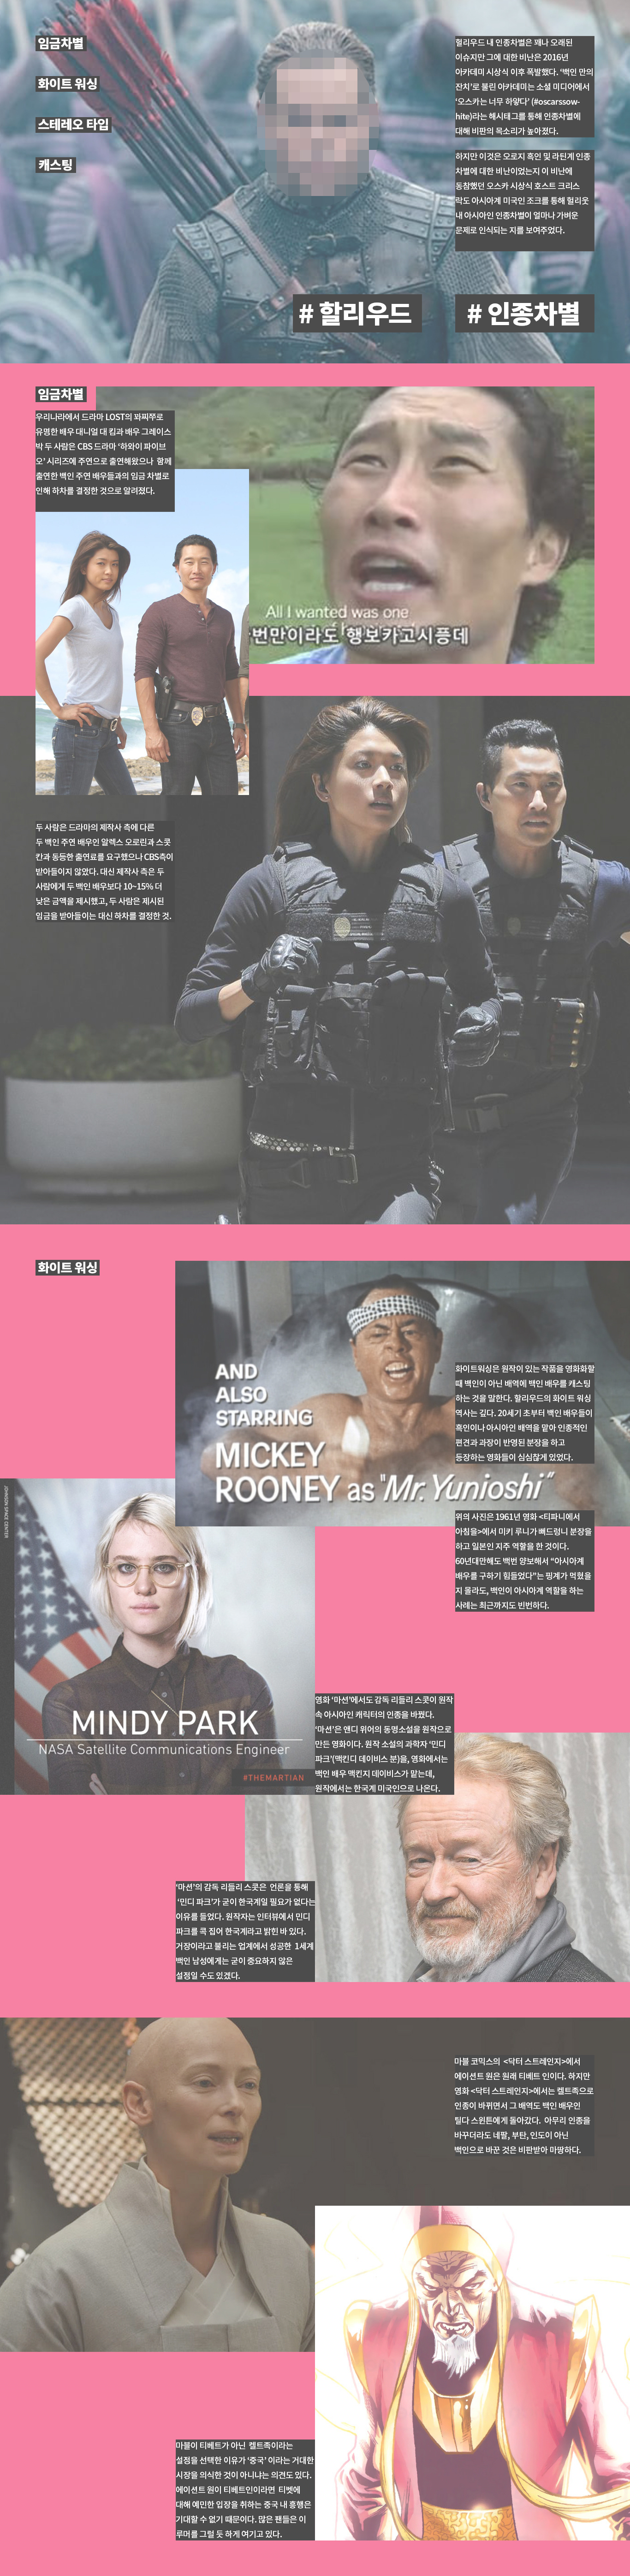 임금차별
화이트 워싱
스테레오 타입
캐스팅
헐리우드 내 인종차별은 꽤나 오래된
이슈지만 그에 대한 비난은 2016년
아카데미 시상식 이후 폭발했다. ‘백인 만의
잔치’로 불린 아카데미는 소셜 미디어에서
‘오스카는 너무 하얗다’ (#oscarssow-
hite)라는 해시태그를 통해 인종차별에
대해 비판의 목소리가 높아졌다.
하지만 이것은 오로지 흑인 및 라틴계 인종
차별에 대한 비난이었는지 이 비난에
동참했던 오스카 시상식 호스트 크리스
락도 아시아계 미국인 조크를 통해 헐리웃
내 아시아인 인종차별이 얼마나 가벼운
문제로 인식되는 지를 보여주었다.
# 할리우드
# 인종차별
임금차별
우리나라에서 드라마 LOST의 꽈찌쭈로
유명한 배우 대니얼 대 킴과 배우 그레이스
박 두 사람은 CBS 드라마 ‘하와이 파이브
오’ 시리즈에 주연으로 출연해왔으나 함께
출연한 백인 주연 배우들과의 임금 차별로
인해 하차를 결정한 것으로 알려졌다.
All I wanted was one
번만이라도 행보카고시픙데
두 사람은 드라마의 제작사 측에 다른
두 백인 주연 배우인 알렉스 오로린과 스콧
칸과 동등한 출연료를 요구했으나 CBS측이
받아들이지 않았다. 대신 제작사 측은 두
사람에게 두 백인 배우보다 10~15% 더
낮은 금액을 제시했고, 두 사람은 제시된
임금을 받아들이는 대신 하차를 결정한 것.
화이트 워싱
AND
ALSO
STARRING
MICKEY
ROONEY as "Mr. Yunioshi"
화이트워싱은 원작이 있는 작품을 영화화할
때 백인이 아닌 배역에 백인 배우를 캐스팅
하는 것을 말한다. 할리우드의 화이트 워싱
역사는 깊다. 20세기 초부터 백인 배우들이
흑인이나 아시아인 배역을 맡아 인종적인
편견과 과장이 반영된 분장을 하고
등장하는 영화들이 심심찮게 있었다.
위의 사진은 1961년 영화 <티파니에서
아침을>에서 미키 루니가 뻐드렁니 분장을
하고 일본인 지주 역할을 한 것이다.
60년대만해도 백번 양보해서 “아시아계
배우를 구하기 힘들었다”는 핑계가 먹혔을
지 몰라도, 백인이 아시아계 역할을 하는
사례는 최근까지도 빈번하다.
JOHNSON SPACE CENTER
MINDY PARK
NASA Satellite Communications Engineer
#THEMARTIAN
영화 ‘마션’에서도 감독 리들리 스콧이 원작
속 아시아인 캐릭터의 인종을 바꿨다.
‘마션’은 앤디 위어의 동명소설을 원작으로
만든 영화이다. 원작 소설의 과학자 ‘민디
파크’(맥킨디 데이비스 분)을, 영화에서는
백인 배우 맥킨지 데이비스가 맡는데,
원작에서는 한국계 미국인으로 나온다.
‘마션’의 감독 리들리 스콧은 언론을 통해
‘민디 파크’가 굳이 한국계일 필요가 없다는
이유를 들었다. 원작자는 인터뷰에서 민디
파크를 콕 집어 한국계라고 밝힌 바 있다.
거장이라고 불리는 업계에서 성공한 1세계
백인 남성에게는 굳이 중요하지 않은
설정일 수도 있겠다.
마블 코믹스의 <닥터 스트레인지>에서
에이션트 원은 원래 티베트 인이다. 하지만
영화 <닥터 스트레인지>에서는 켈트족으로
인종이 바뀌면서 그 배역도 백인 배우인
틸다 스윈튼에게 돌아갔다. 아무리 인종을
바꾸더라도 네팔, 부탄, 인도이 아닌
백인으로 바꾼 것은 비판받아 마땅하다.
마블이 티베트가 아닌 켈트족이라는
설정을 선택한 이유가 ‘중국’ 이라는 거대한
시장을 의식한 것이 아니냐는 의견도 있다.
에이션트 원이 티베트인이라면 티벳에
대해 예민한 입장을 취하는 중국 내 흥행은
기대할 수 없기 때문이다. 많은 팬들은 이
루머를 그럴 듯 하게 여기고 있다.